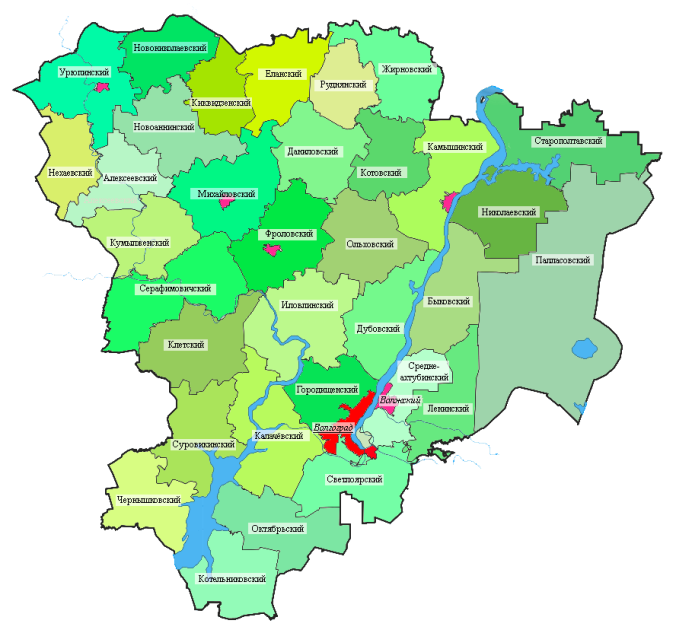 Новониколаевский
Урюпинский
Еланский
Жирновский
Руднянский
Киквидзенский
Новоаннинский
Старополтавский
Камышинский
Даниловский
Нехаевский
Алексеевский
Котовский
Михайловский
Николаевский
Фроловский
Кумылженский
Ольховский
Палласовский
Серафимовичский
Быковский
Иловлинский
Дубовский
Клетский
Средне-
ахтубинский
Городищенский
Волжский
Ленинский
Волгоград
Калачёвский
Суровикинский
Светлоярский
Чернышковский
Октябрьский
Котельниковский